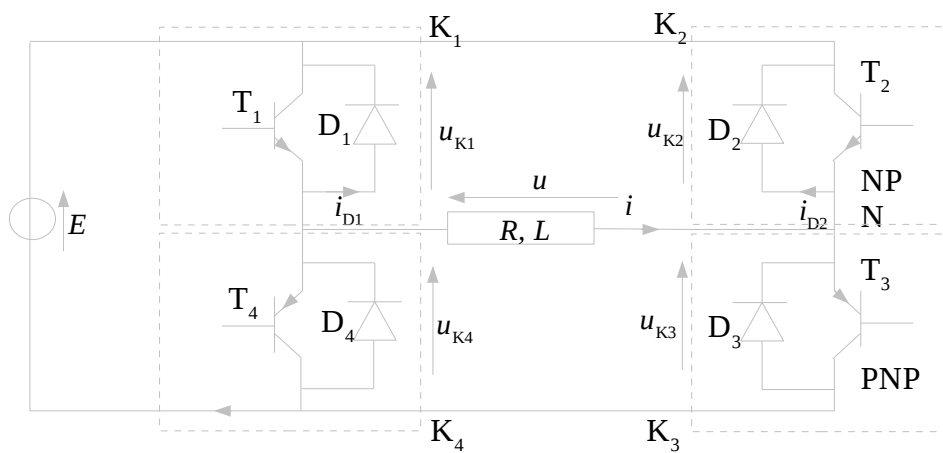 K1 K2
T1 D1 uK1 uK2 D2 T2
u
E iD1 R, L i iD2 NP
N
T4 D4 uK4 uK3 D3 T3
PNP
K4 K3